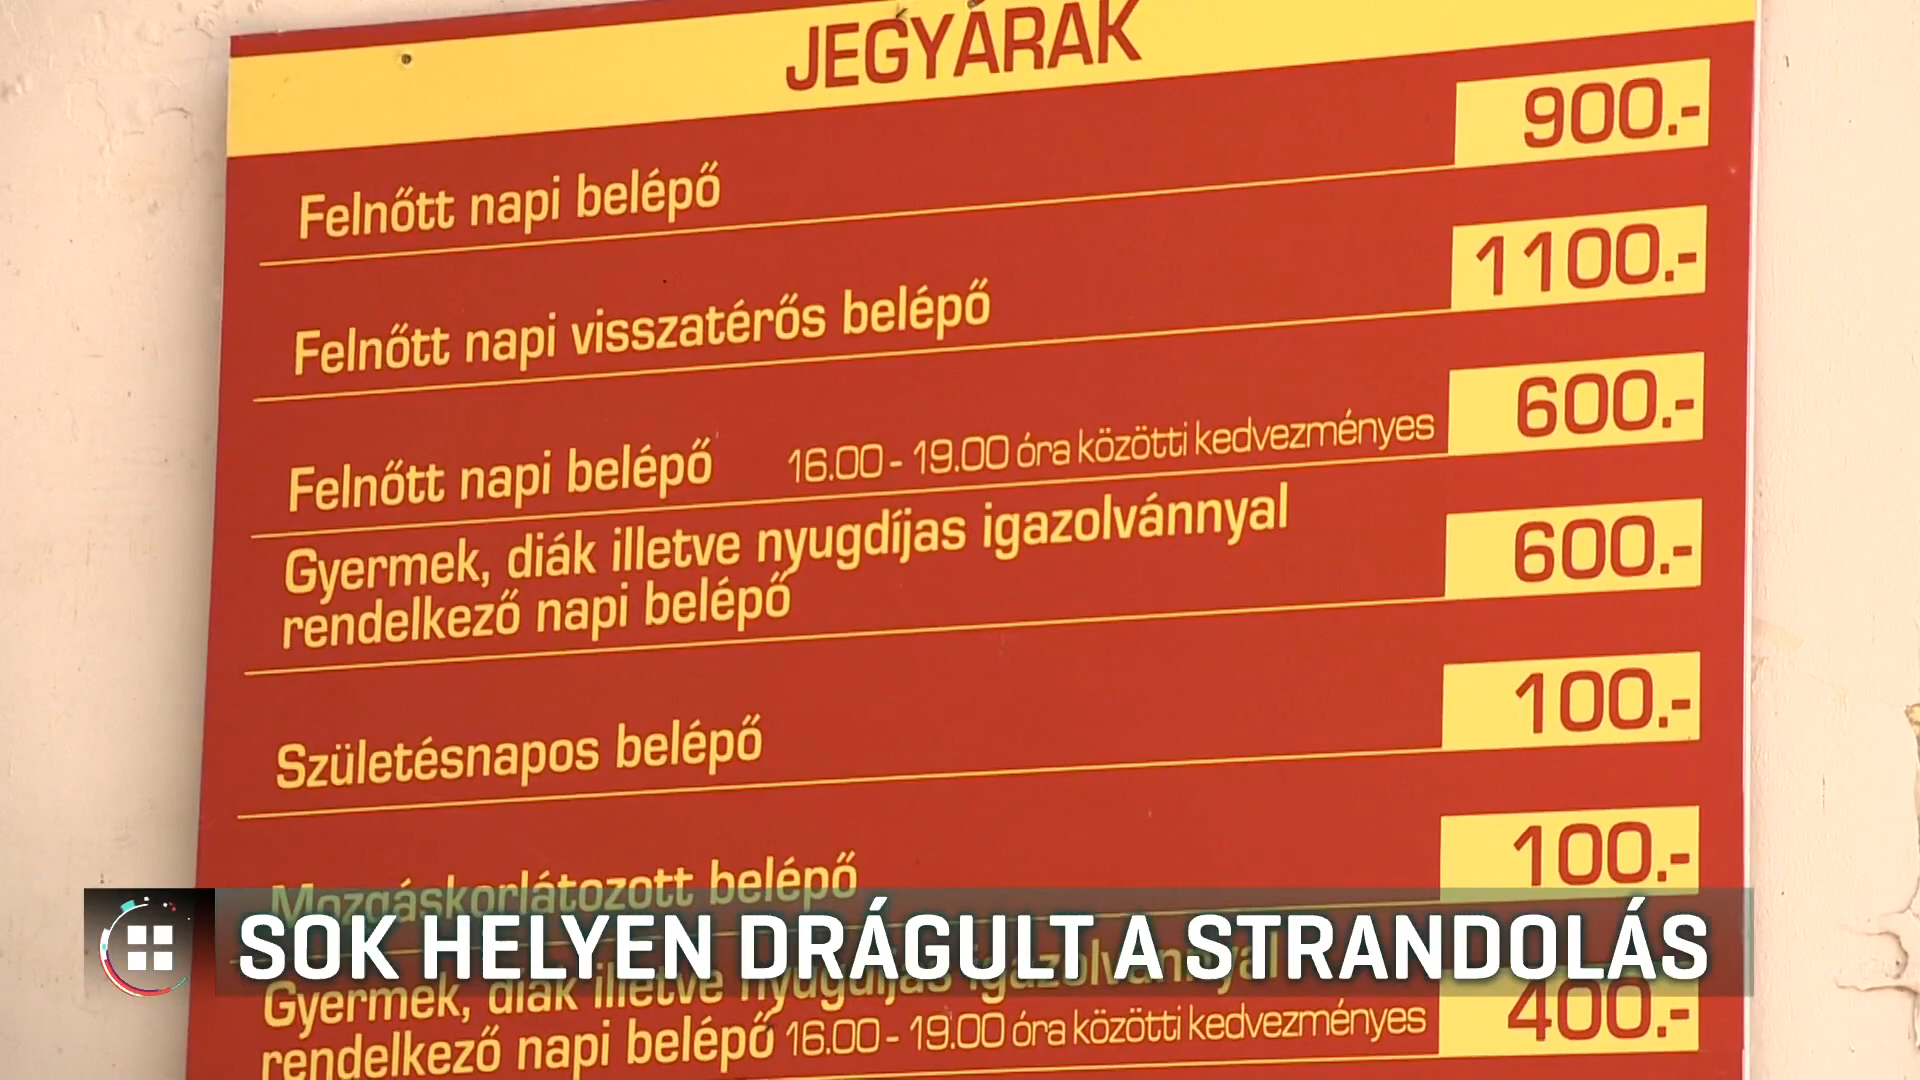 JEGYÁRAK
Felnőtt napi belépő 900.-
Felnőtt napi visszatérős belépő 1100.-
Felnőtt napi belépő 16.00 - 19.00 óra közötti kedvezményes 600.-
Gyermek, diák illetve nyugdíjas igazolvánnyal
rendelkező napi belépő 600.-
Születésnapos belépő 100.-
Mozgáskorlátozott belépő 100.-
SOK HELYEN DRÁGULT A STRANDOLÁS
Gyermek, diák illetve nyugdíjas igazolvánnyal
rendelkező napi belépő 16.00 - 19.00 óra közötti kedvezményes 400.-